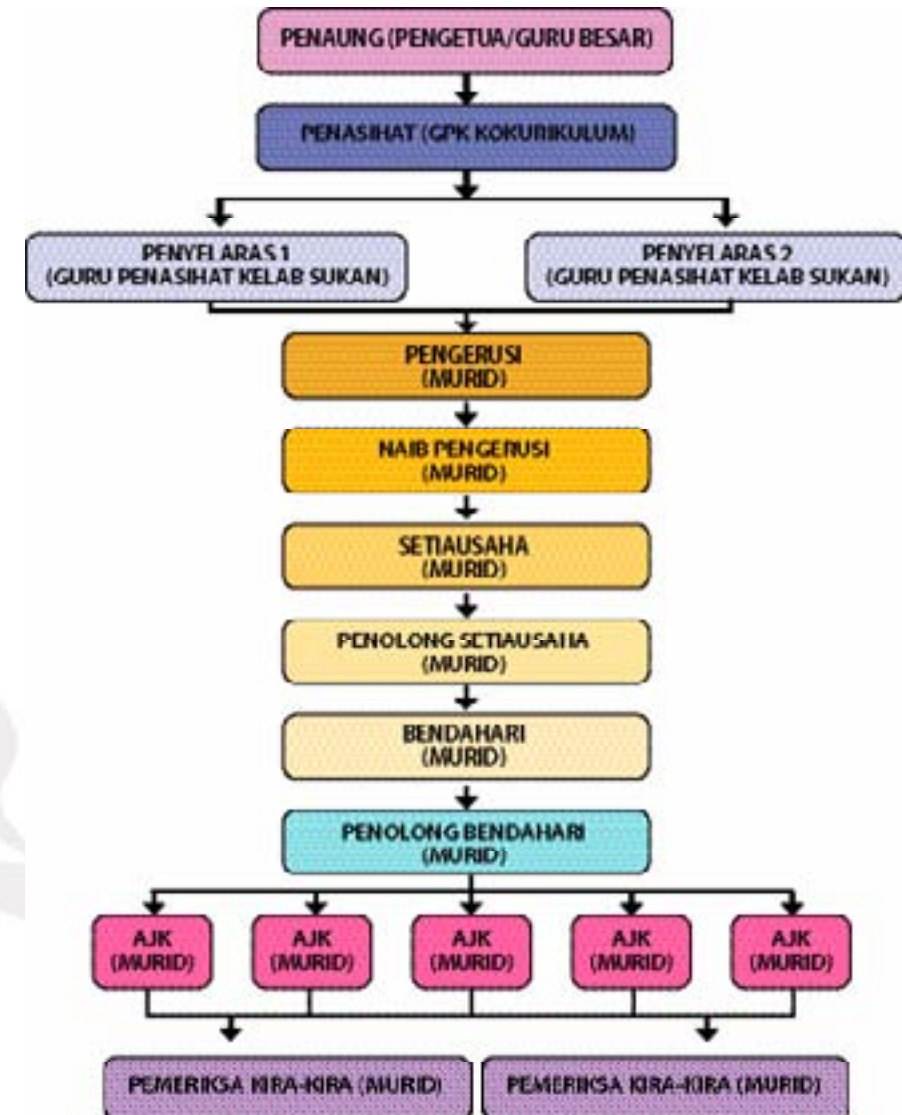 PENAUNG (PENGETUA/GURU BESAR)
PENASIHAT (GPK KOKURIKULUM)
PENYELARAS 1
(GURU PENASIHAT KELAB SUKAN)
PENYELARAS 2
(GURU PENASIHAT KELAB SUKAN)
PENGERUSI
(MURID)
NAIB PENGERUSI
(MURID)
SETIAUSAHA
(MURID)
PENOLONG SETIAUSAHA
(MURID)
BENDAHARI
(MURID)
PENOLONG BENDAHARI
(MURID)
AJK
(MURID)
AJK
(MURID)
AJK
(MURID)
AJK
(MURID)
AJK
(MURID)
PEMERIKSA KIRA-KIRA (MURID)
PEMERIKSA KIRA-KIRA (MURID)